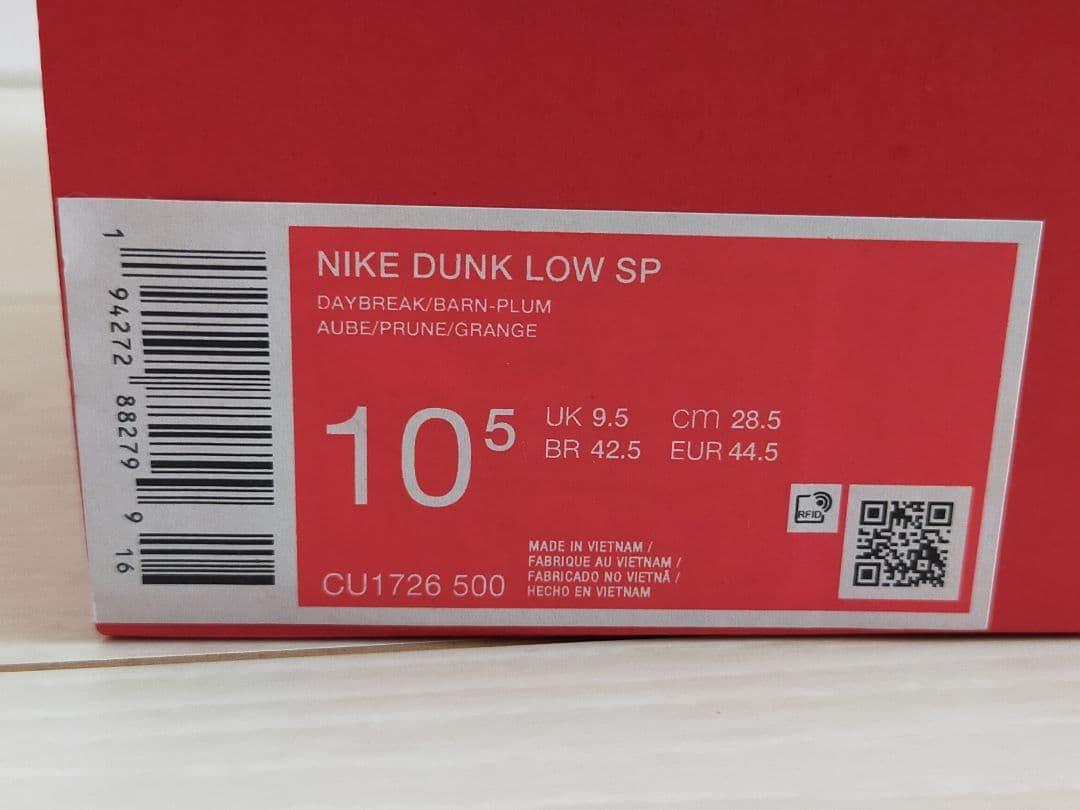 1 94272 88279 9 16
NIKE DUNK LOW SP
DAYBREAK/BARN-PLUM
AUBE/PRUNE/GRANGE
10 5
UK 9.5 cm 28.5
BR 42.5 EUR 44.5
RFID
MADE IN VIETNAM /
FABRIQUE AU VIETNAM /
FABRICADO NO VIETNÃ /
HECHO EN VIETNAM
CU1726 500